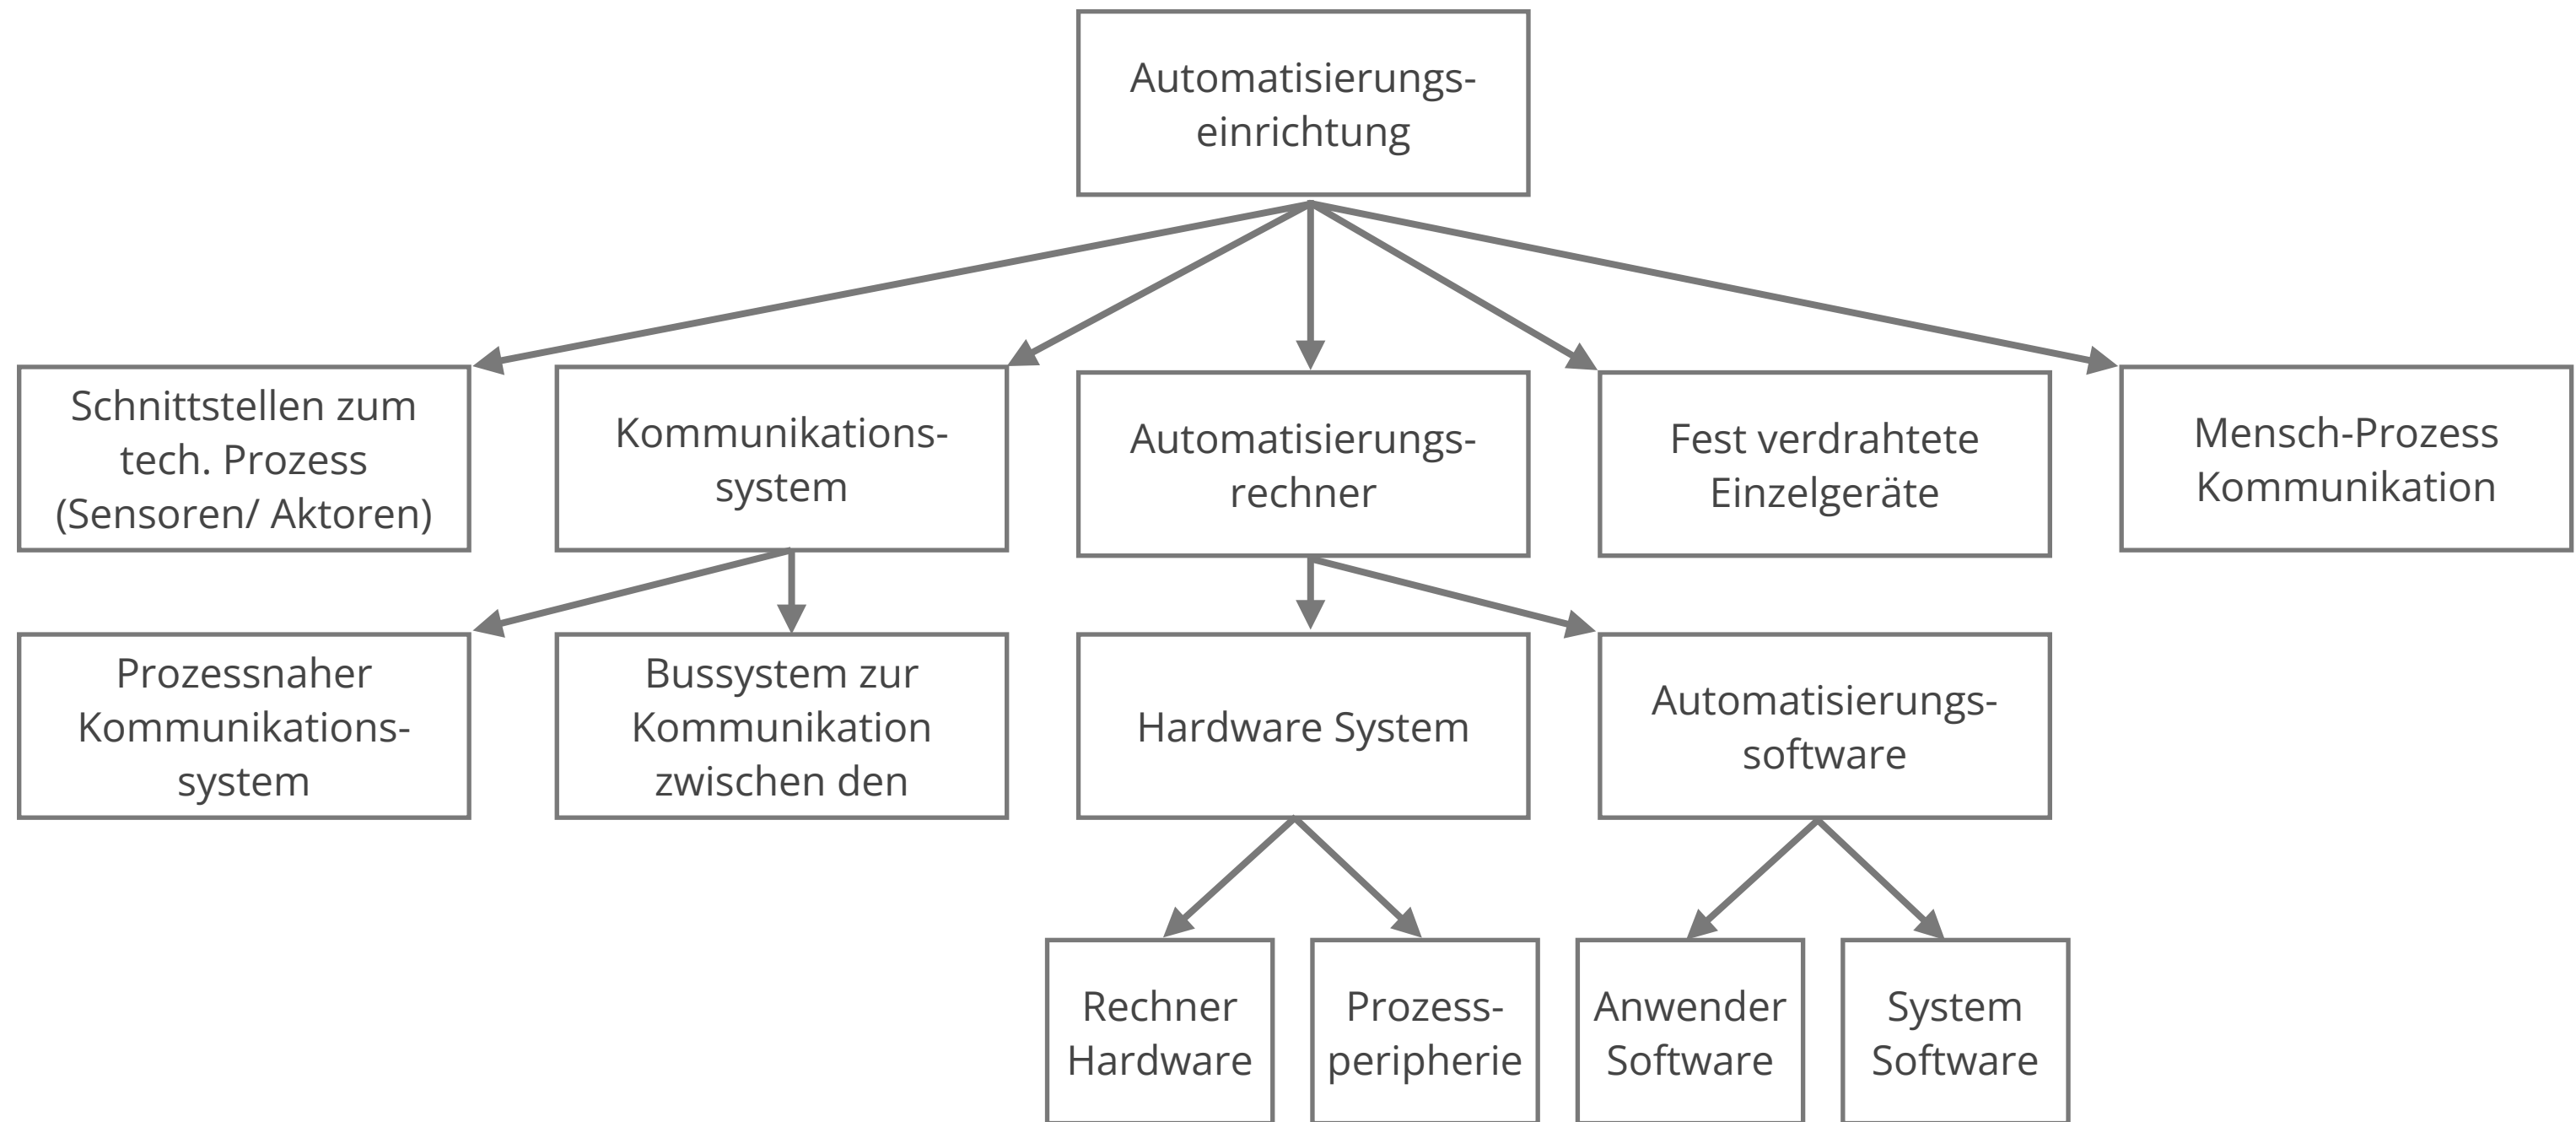 Automatisierungs-
einrichtung
Schnittstellen zum
tech. Prozess
(Sensoren/ Aktoren)
Kommunikations-
system
Automatisierungs-
rechner
Fest verdrahtete
Einzelgeräte
Mensch-Prozess
Kommunikation
Prozessnaher
Kommunikations-
system
Bussystem zur
Kommunikation
zwischen den
Hardware System
Automatisierungs-
software
Rechner
Hardware
Prozess-
peripherie
Anwender
Software
System
Software